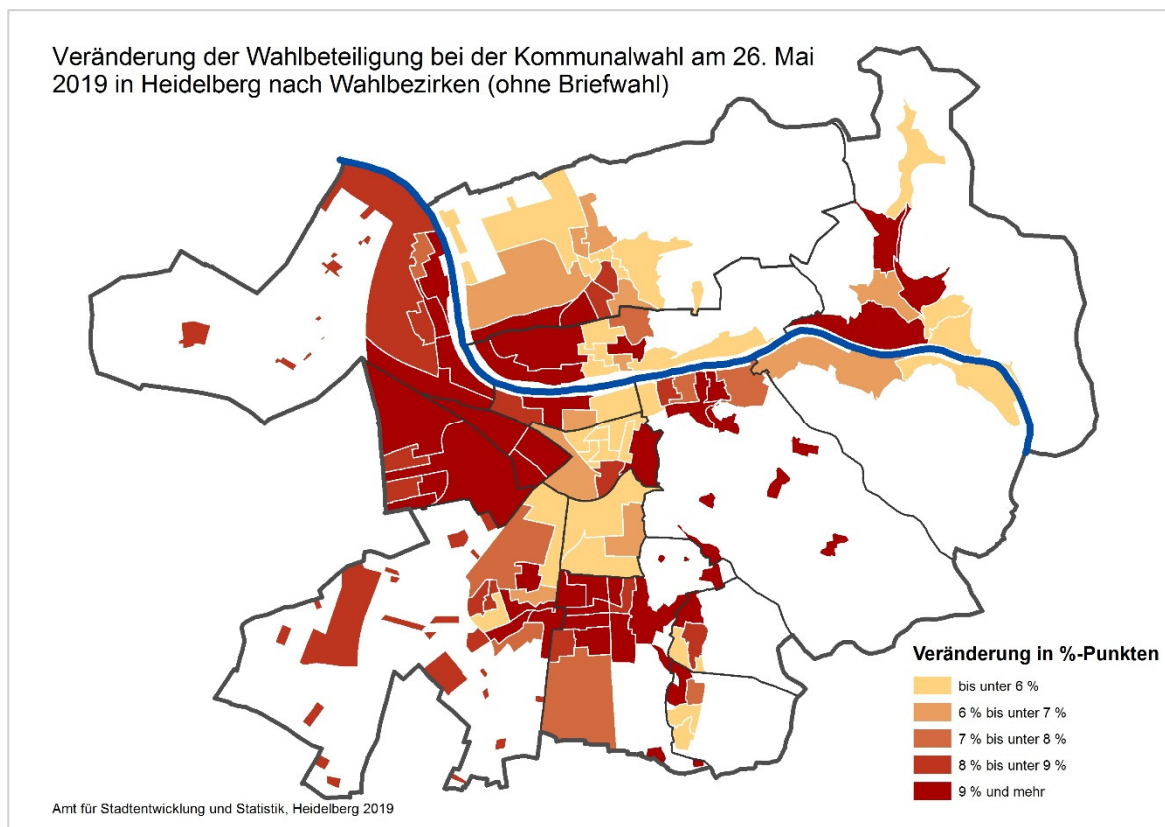 Veränderung der Wahlbeteiligung bei der Kommunalwahl am 26. Mai
2019 in Heidelberg nach Wahlbezirken (ohne Briefwahl)
Veränderung in %-Punkten
bis unter 6 %
6 % bis unter 7 %
7 % bis unter 8 %
8 % bis unter 9 %
9 % und mehr
Amt für Stadtentwicklung und Statistik, Heidelberg 2019